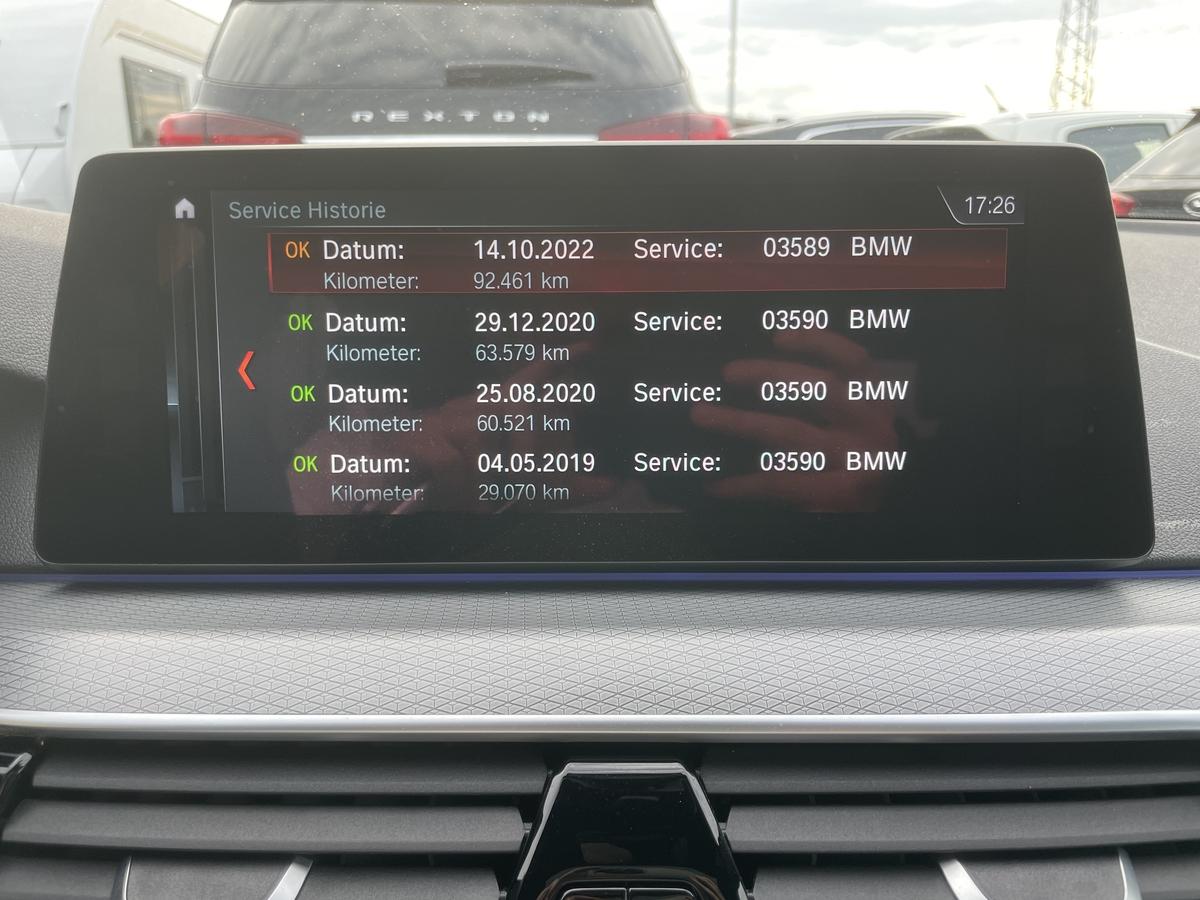 REXTON
Service Historie 17:26
OK Datum: 14.10.2022 Service: 03589 BMW
Kilometer: 92.461 km
OK Datum: 29.12.2020 Service: 03590 BMW
Kilometer: 63.579 km
OK Datum: 25.08.2020 Service: 03590 BMW
Kilometer: 60.521 km
OK Datum: 04.05.2019 Service: 03590 BMW
Kilometer: 29.070 km